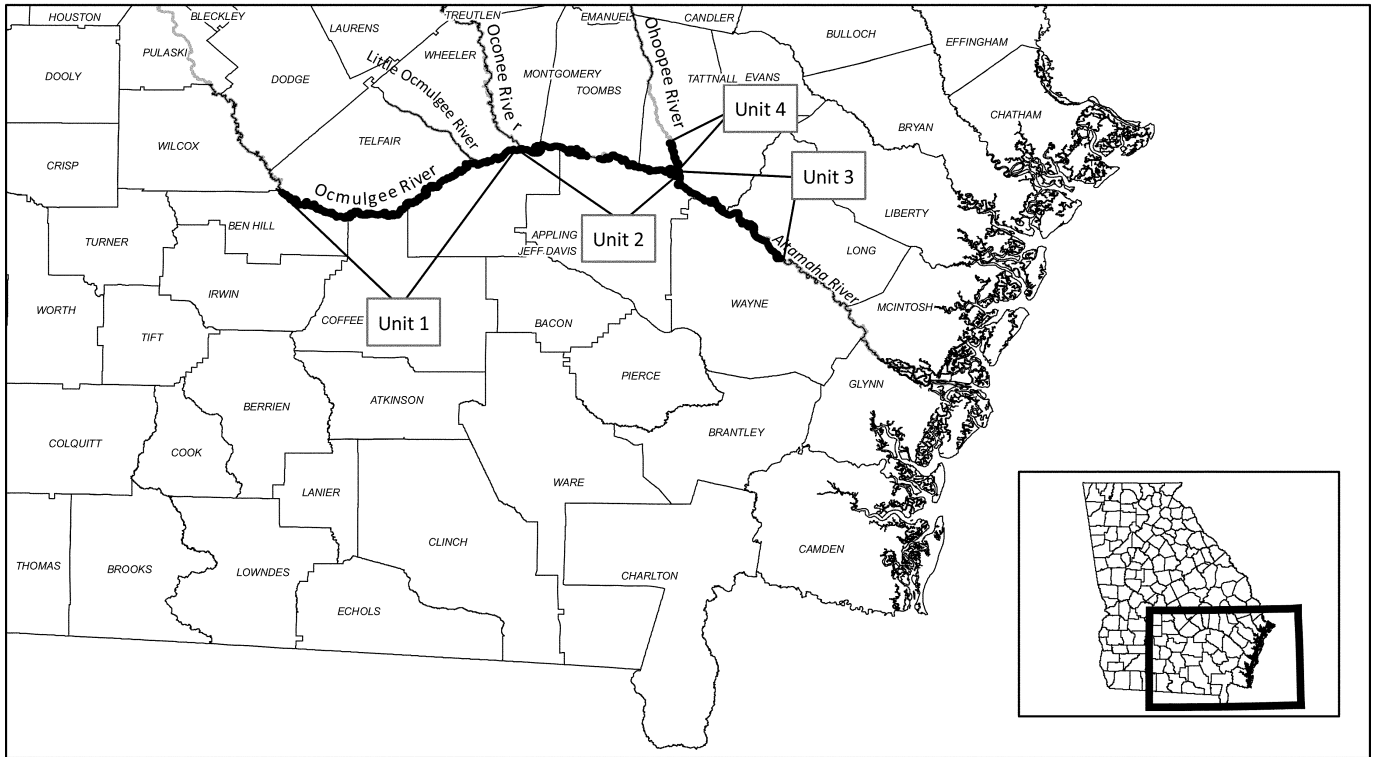 HOUSTON
BLECKLEY
LAURENS
TREUTLEN
EMANUEL
CANDLER
BULLOCH
EFFINGHAM
PULASKI
DOOLY
DODGE
WHEELER
Little Ocmulgee River
Oconee Rive r
MONTGOMERY
TOOMBS
Ohoopee River
TATTNALL
EVANS
Unit 4
CHATHAM
BRYAN
WILCOX
TELFAIR
CRISP
Ocmulgee River
Unit 3
LIBERTY
TURNER
BEN HILL
APPLING
JEFF DAVIS
Unit 2
LONG
Altamaha River
IRWIN
WORTH
TIFT
COFFEE
Unit 1
BACON
WAYNE
MCINTOSH
PIERCE
GLYNN
BERRIEN
ATKINSON
COLQUITT
COOK
BRANTLEY
LANIER
WARE
THOMAS
BROOKS
LOWNDES
CLINCH
CHARLTON
CAMDEN
ECHOLS